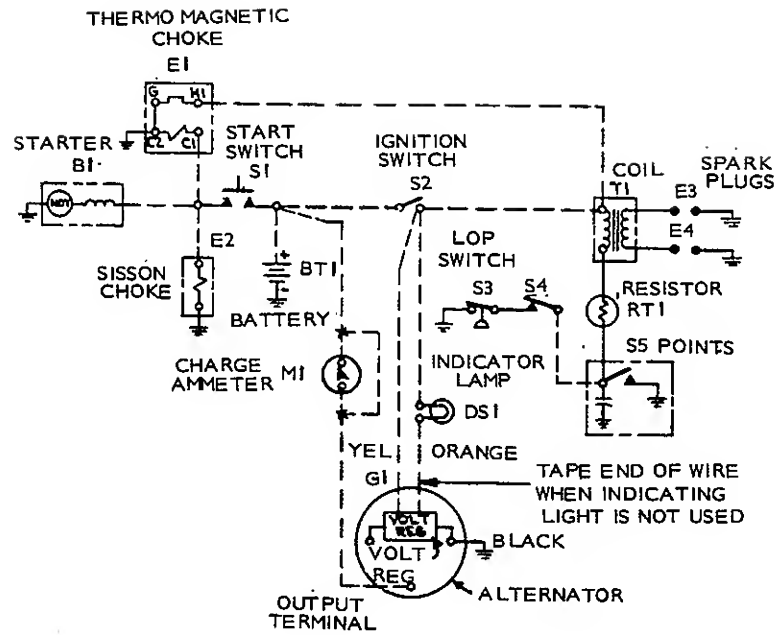 THERMO MAGNETIC
CHOKE
E1
G H1
C2 C1
STARTER
B1
MOT
START
SWITCH
S1
IGNITION
SWITCH
S2
COIL
T1
SPARK
PLUGS
E3
E4
E2
SISSON
CHOKE
+
BT1
-
BATTERY
LOP
SWITCH
S3
S4
RESISTOR
RT1
S5 POINTS
CHARGE
AMMETER
M1
INDICATOR
LAMP
DS1
YEL
ORANGE
G1
TAPE END OF WIRE
WHEN INDICATING
LIGHT IS NOT USED
VOLT
REG
VOLT
REG
BLACK
ALTERNATOR
OUTPUT
TERMINAL